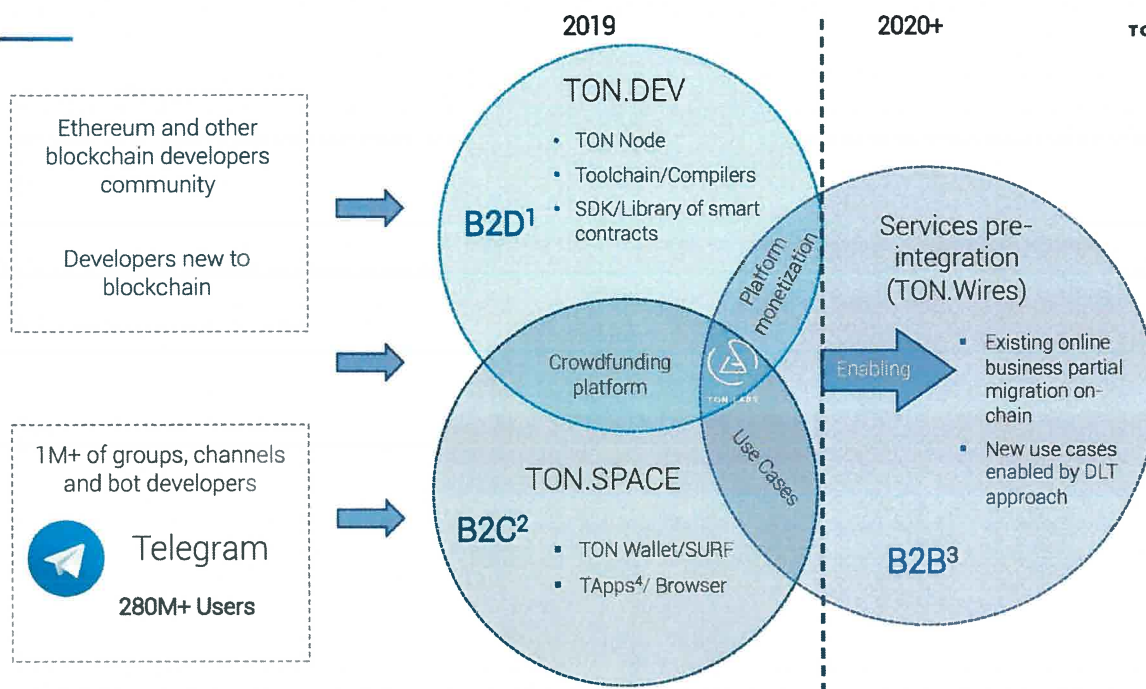 2019
2020+
Ethereum and other
blockchain developers
community
Developers new to
blockchain
1M+ of groups, channels
and bot developers
Telegram
280M+ Users
TON.DEV
• TON Node
• Toolchain/Compilers
• SDK/Library of smart
contracts
B2D¹
Platform
monetization
Crowdfunding
platform
TON LABS
Use Cases
TON.SPACE
B2C²
▪ TON Wallet/SURF
▪ TApps⁴/ Browser
Enabling
Services pre-
integration
(TON.Wires)
▪ Existing online
business partial
migration on-
chain
▪ New use cases
enabled by DLT
approach
B2B³